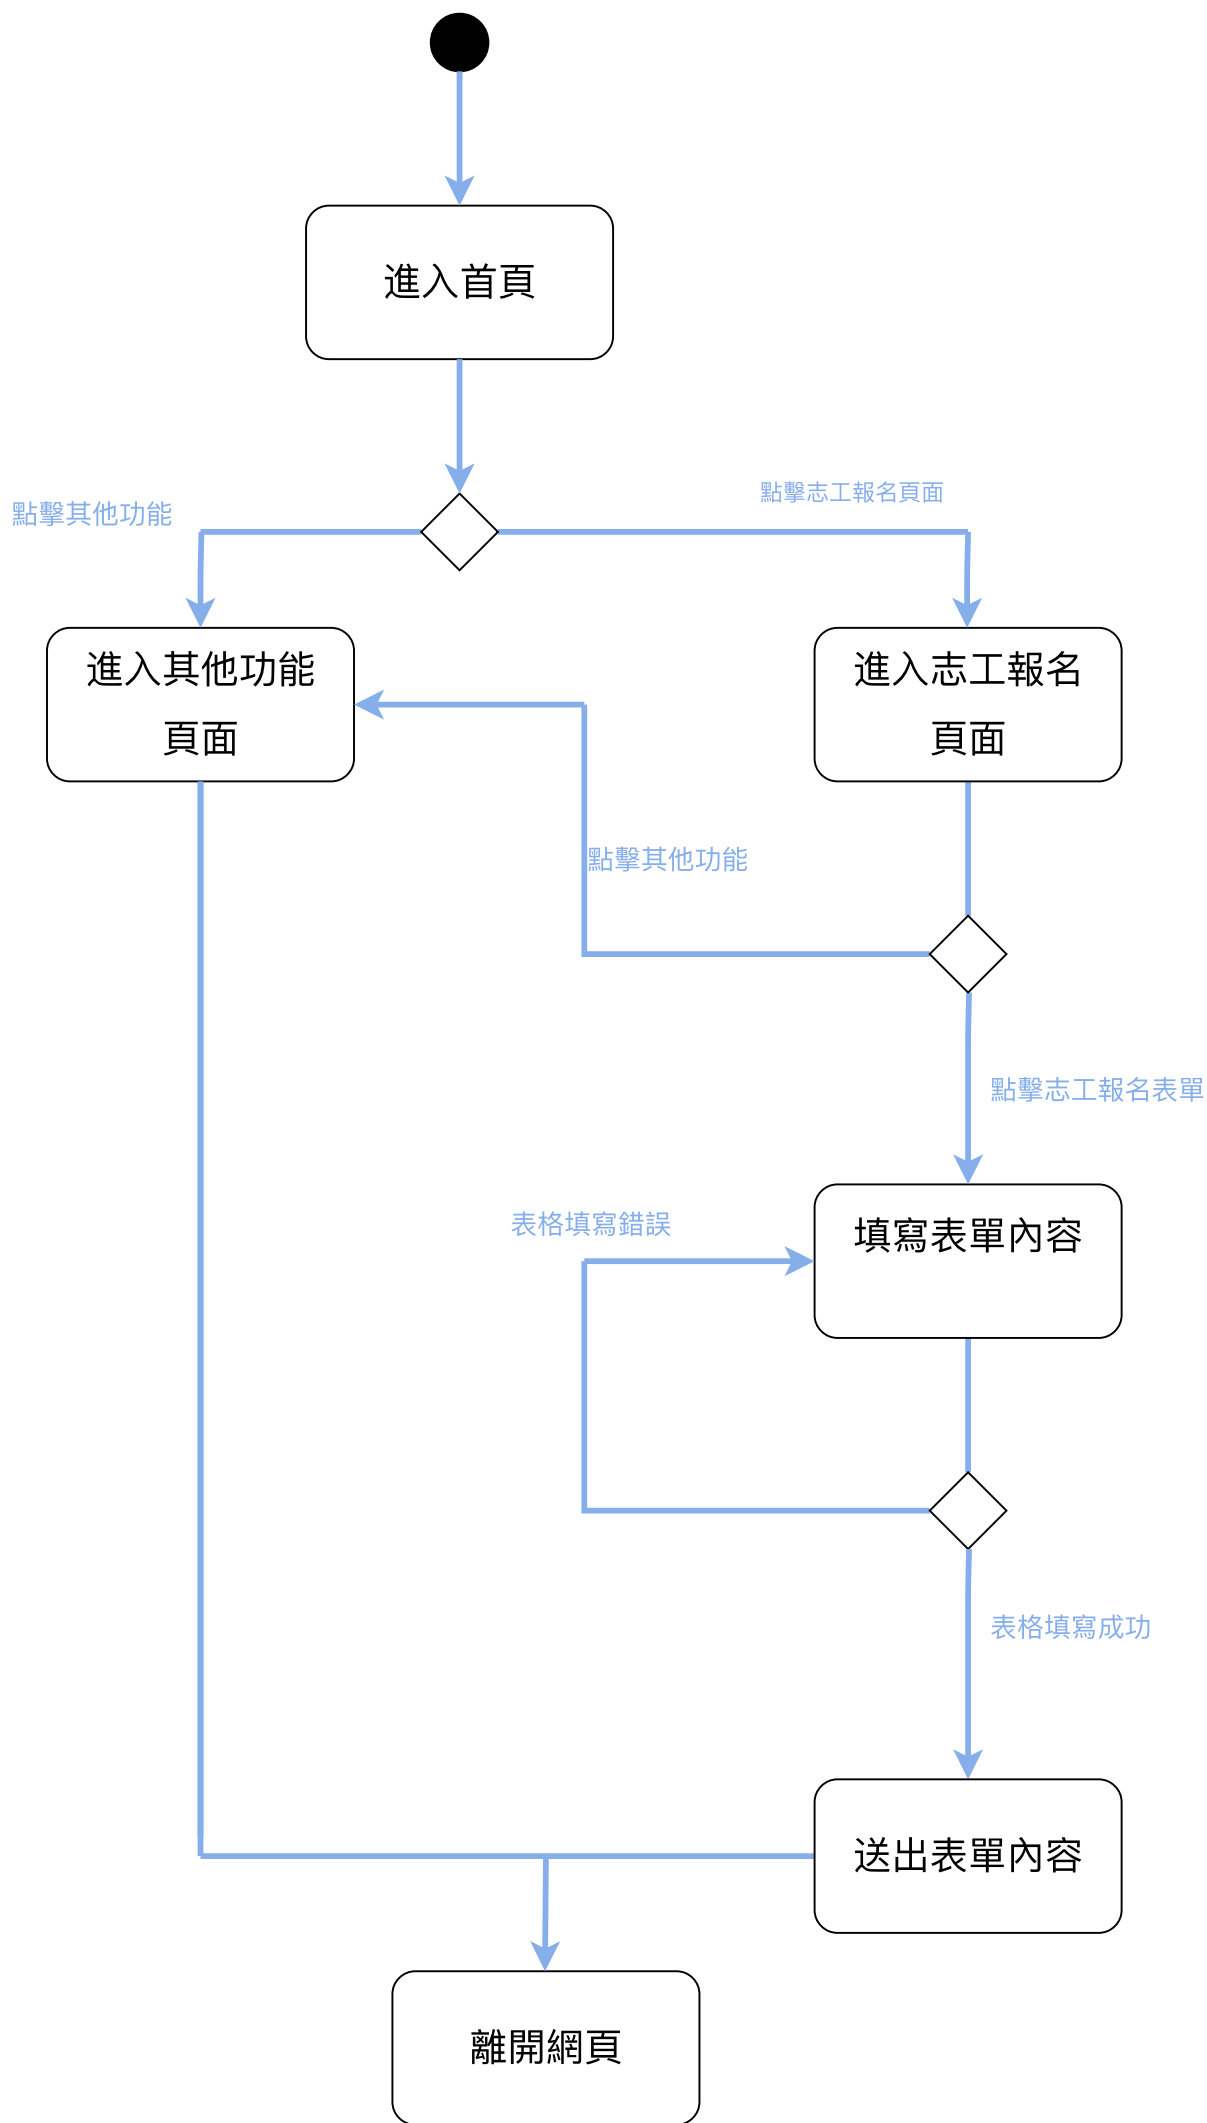 進入首頁
點擊其他功能
點擊志工報名頁面
進入其他功能
頁面
進入志工報名
頁面
點擊其他功能
點擊志工報名表單
表格填寫錯誤
填寫表單內容
表格填寫成功
送出表單內容
離開網頁